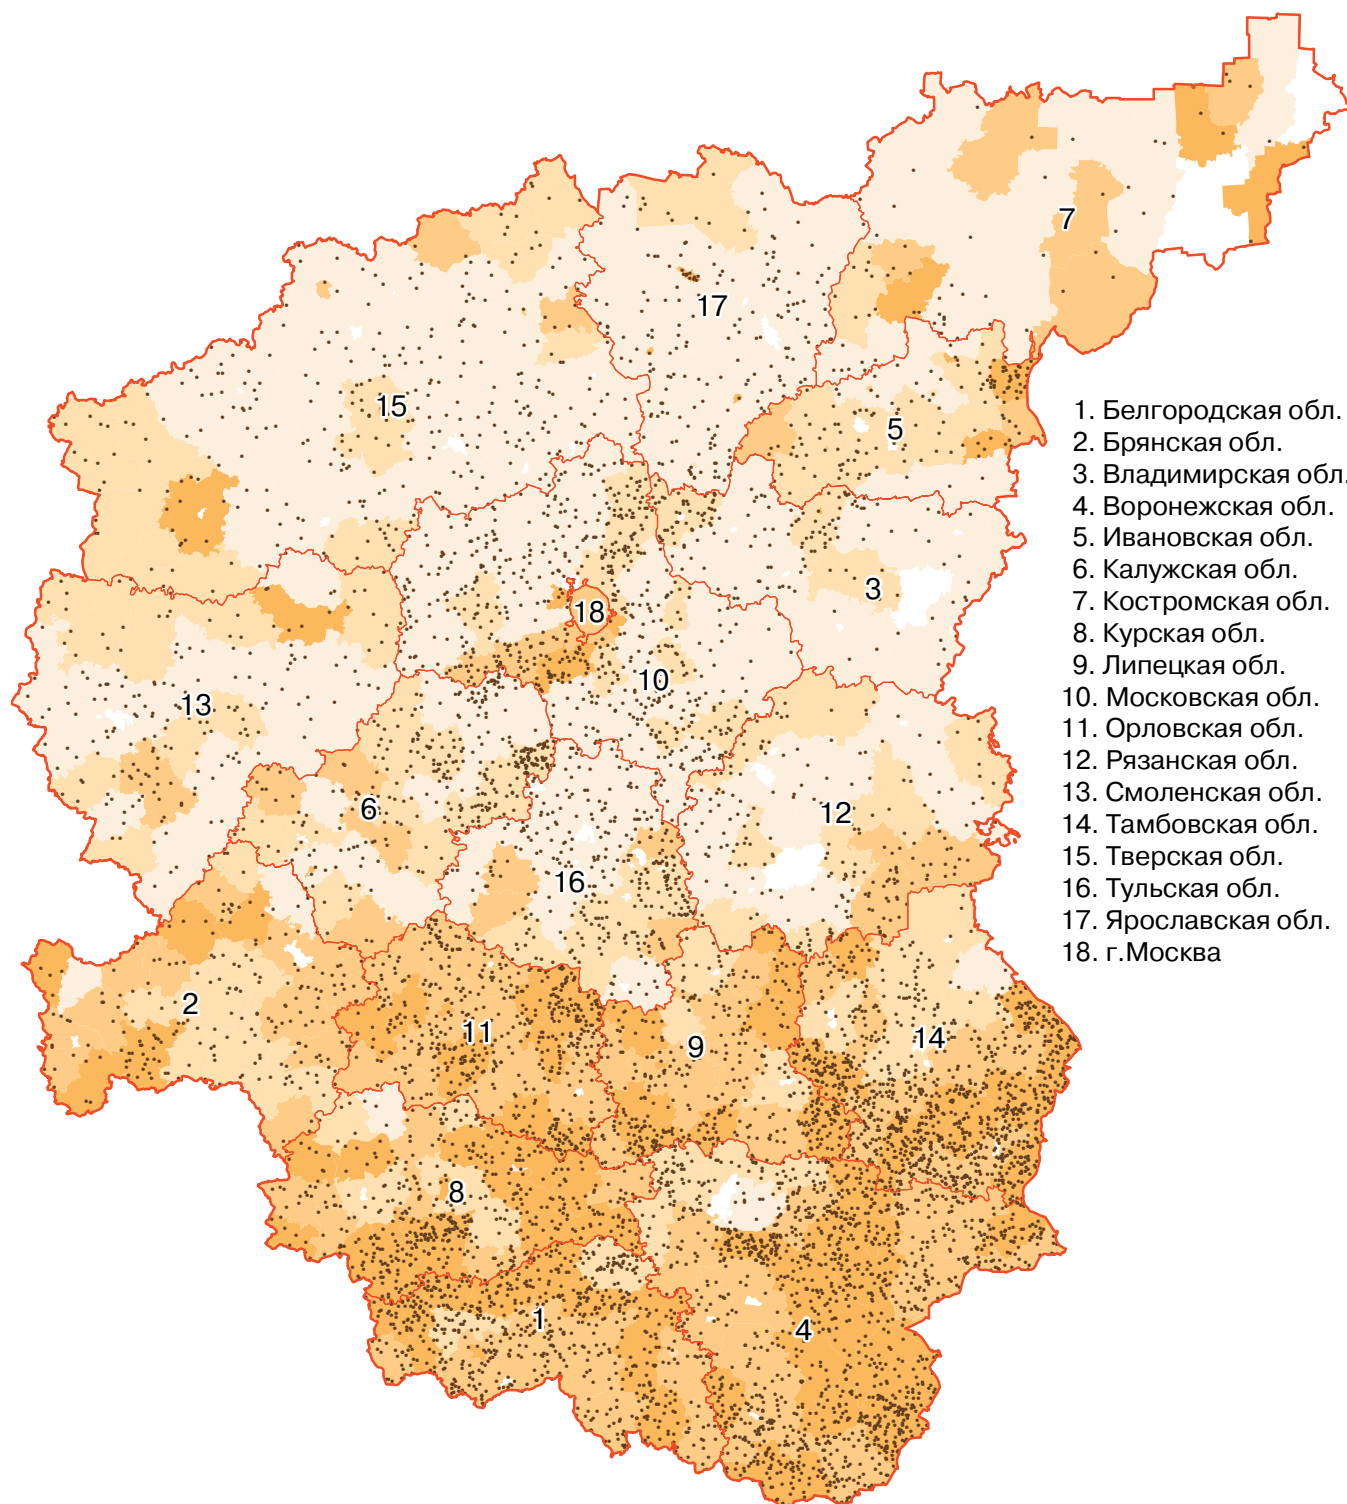 7
17
15
5
1. Белгородская обл.
2. Брянская обл.
3. Владимирская обл.
4. Воронежская обл.
5. Ивановская обл.
6. Калужская обл.
7. Костромская обл.
8. Курская обл.
9. Липецкая обл.
10. Московская обл.
11. Орловская обл.
12. Рязанская обл.
13. Смоленская обл.
14. Тамбовская обл.
15. Тверская обл.
16. Тульская обл.
17. Ярославская обл.
18. г.Москва
3
18
10
13
6
12
16
2
11
9
14
8
1
4